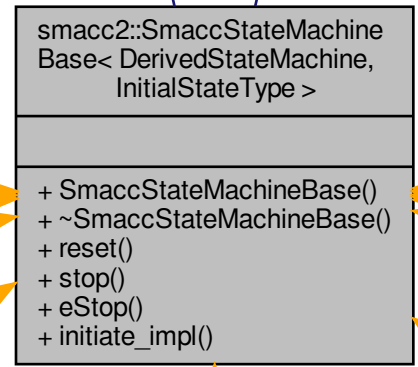 smacc2::SmaccStateMachine
Base< DerivedStateMachine,
InitialStateType >
+ SmaccStateMachineBase()
+ ~SmaccStateMachineBase()
+ reset()
+ stop()
+ eStop()
+ initiate_impl()